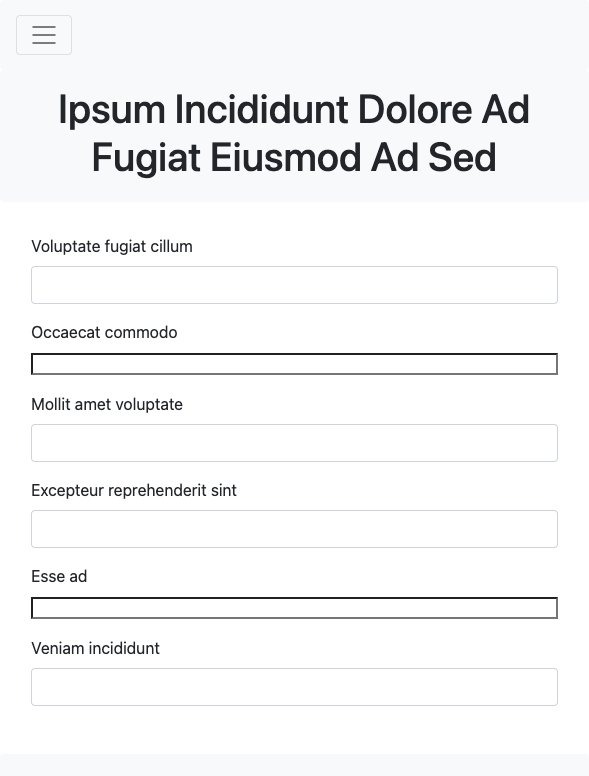 Ipsum Incididunt Dolore Ad
Fugiat Eiusmod Ad Sed
Voluptate fugiat cillum
Occaecat commodo
Mollit amet voluptate
Excepteur reprehenderit sint
Esse ad
Veniam incididunt